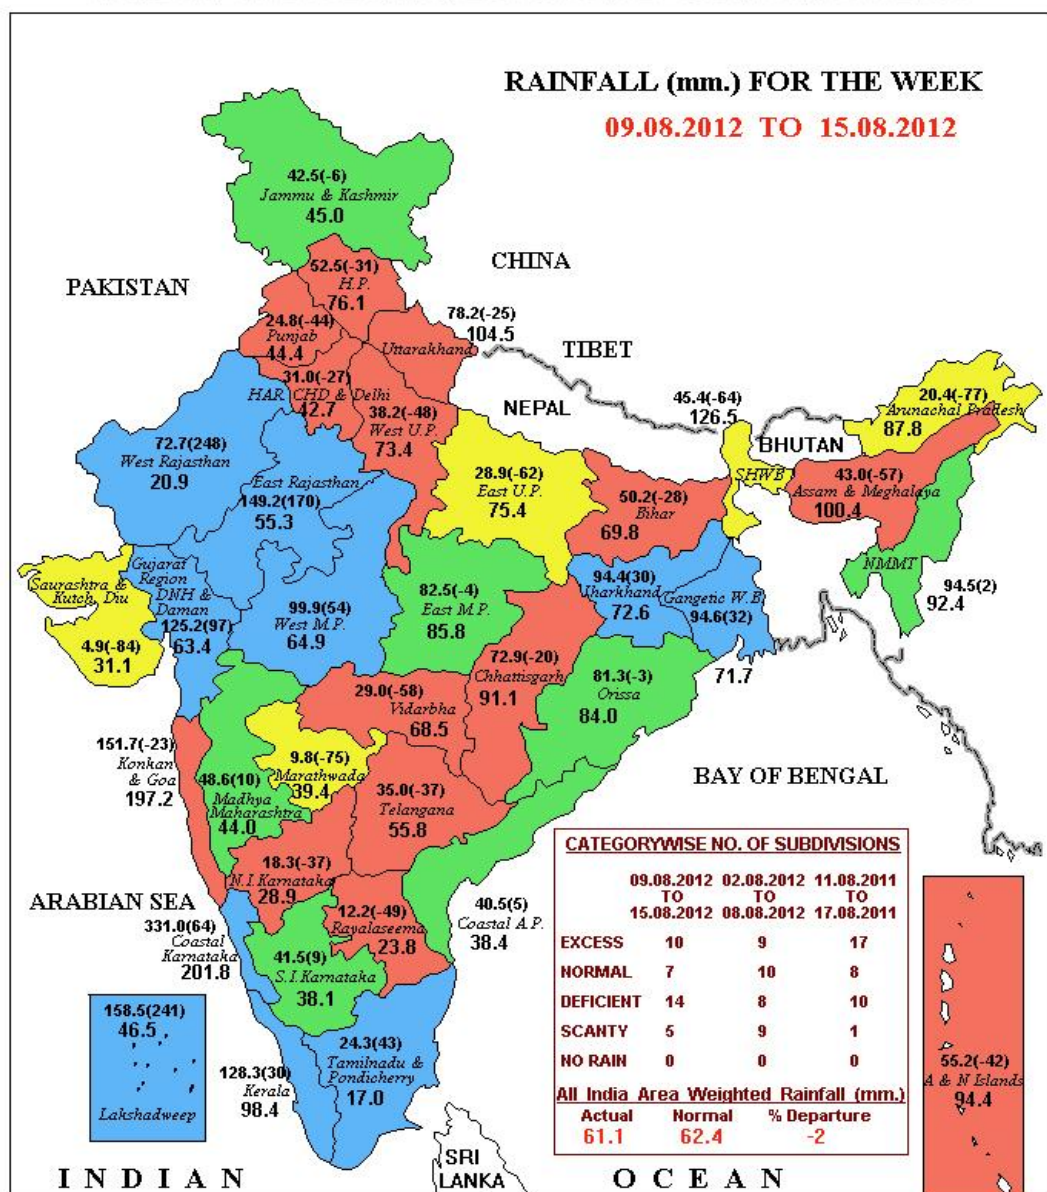 RAINFALL (mm.) FOR THE WEEK
09.08.2012 TO 15.08.2012
42.5(-6)
Jammu & Kashmir
45.0
CHINA
PAKISTAN
52.5(-31)
H.P.
76.1
24.8(-44)
Punjab
44.4
78.2(-25)
104.5
Uttarakhand
TIBET
31.0(-27)
HAR. CHD & Delhi
42.7
38.2(-48)
West U.P.
73.4
NEPAL
45.4(-64)
126.5
SHWB
BHUTAN
20.4(-77)
Arunachal Pradesh
87.8
43.0(-57)
Assam & Meghalaya
100.4
72.7(248)
West Rajasthan
20.9
East Rajasthan
149.2(170)
55.3
28.9(-62)
East U.P.
75.4
50.2(-28)
Bihar
69.8
NMMT
94.5(2)
92.4
Saurashtra &
Kutch, Diu
4.9(-84)
31.1
Gujarat
Region
DNH &
Daman
125.2(97)
63.4
99.9(54)
West M.P.
64.9
82.5(-4)
East M.P.
85.8
94.4(30)
Jharkhand
72.6
Gangetic W.B
94.6(32)
71.7
72.9(-20)
Chhattisgarh
91.1
81.3(-3)
Orissa
84.0
29.0(-58)
Vidarbha
68.5
151.7(-23)
Konkan
& Goa
197.2
48.6(10)
Madhya
Maharashtra
44.0
9.8(-75)
Marathwada
39.4
35.0(-37)
Telangana
55.8
BAY OF BENGAL
18.3(-37)
N.I.Karnataka
28.9
ARABIAN SEA
331.0(64)
Coastal
Karnataka
201.8
12.2(-49)
Rayalaseema
23.8
40.5(5)
Coastal A.P.
38.4
41.5(9)
S.I.Karnataka
38.1
158.5(241)
46.5
Lakshadweep
128.3(30)
Kerala
98.4
24.3(43)
Tamilnadu &
Pondicherry
17.0
CATEGORYWISE NO. OF SUBDIVISIONS
09.08.2012 02.08.2012 11.08.2011
TO TO TO
15.08.2012 08.08.2012 17.08.2011
EXCESS 10 9 17
NORMAL 7 10 8
DEFICIENT 14 8 10
SCANTY 5 9 1
NO RAIN 0 0 0
All India Area Weighted Rainfall (mm.)
Actual Normal % Departure
61.1 62.4 -2
55.2(-42)
A & N Islands
94.4
SRI
LANKA
INDIAN OCEAN